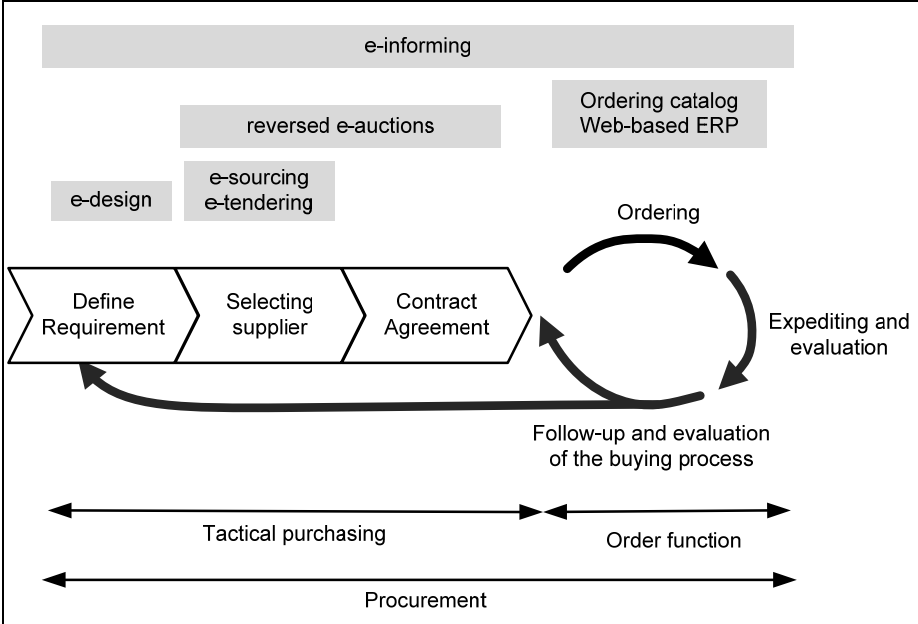 e-informing
Ordering catalog
Web-based ERP
reversed e-auctions
e-sourcing
e-tendering
e-design
Ordering
Define
Requirement
Selecting
supplier
Contract
Agreement
Expediting and
evaluation
Follow-up and evaluation
of the buying process
Tactical purchasing
Order function
Procurement